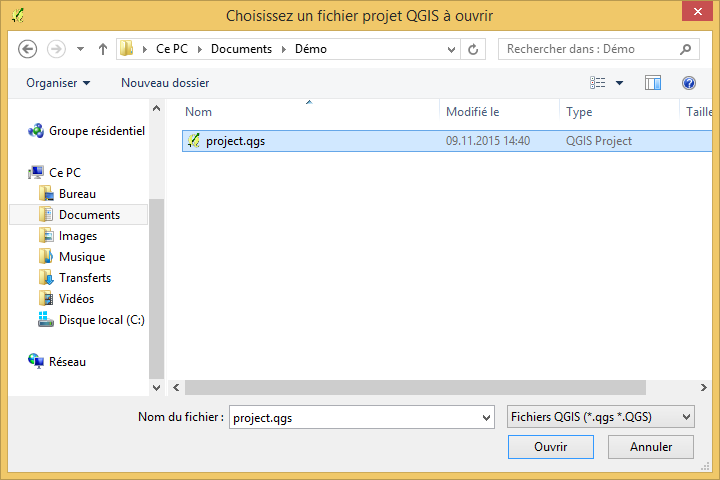 Choisissez un fichier projet QGIS à ouvrir
Ce PC Documents Démo
Rechercher dans : Démo
Organiser Nouveau dossier
Nom Modifié le Type Taille
project.qgs 09.11.2015 14:40 QGIS Project
Groupe résidentiel
Ce PC
Bureau
Documents
Images
Musique
Transferts
Vidéos
Disque local (C:)
Réseau
Nom du fichier : project.qgs Fichiers QGIS (*.qgs *.QGS)
Ouvrir Annuler